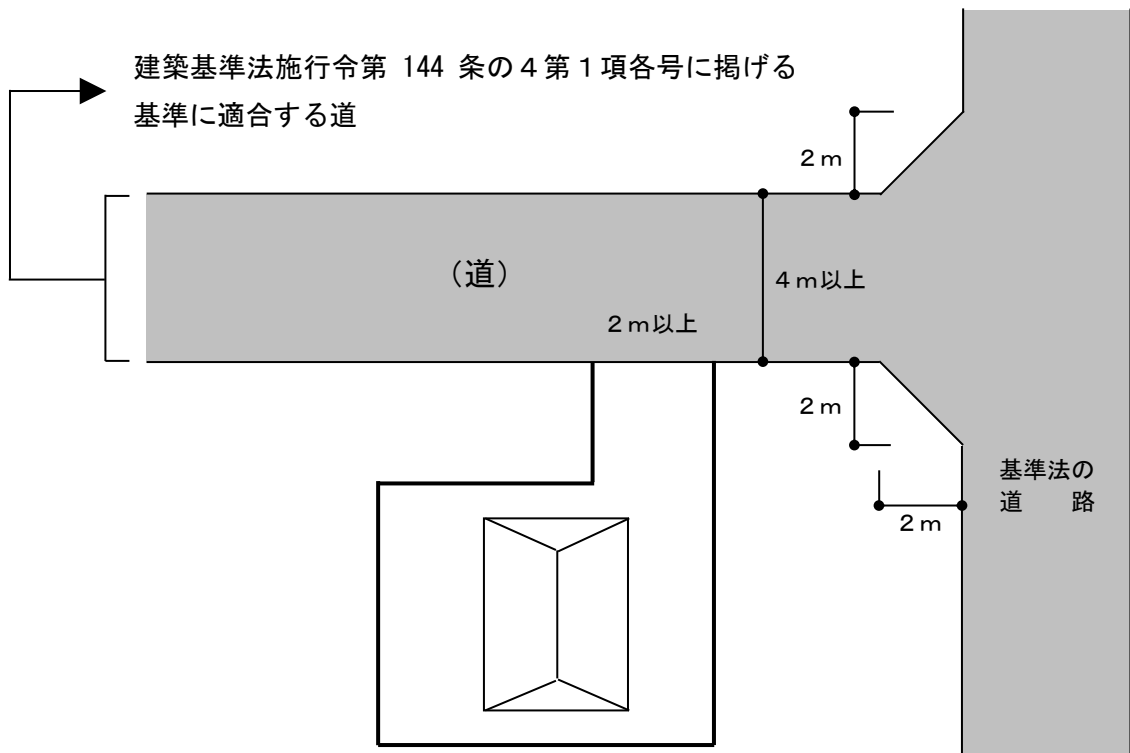 建築基準法施行令第 144 条の４第１項各号に掲げる
基準に適合する道
２ｍ
（道）
４ｍ以上
２ｍ以上
２ｍ
基準法の
道　　路
２ｍ